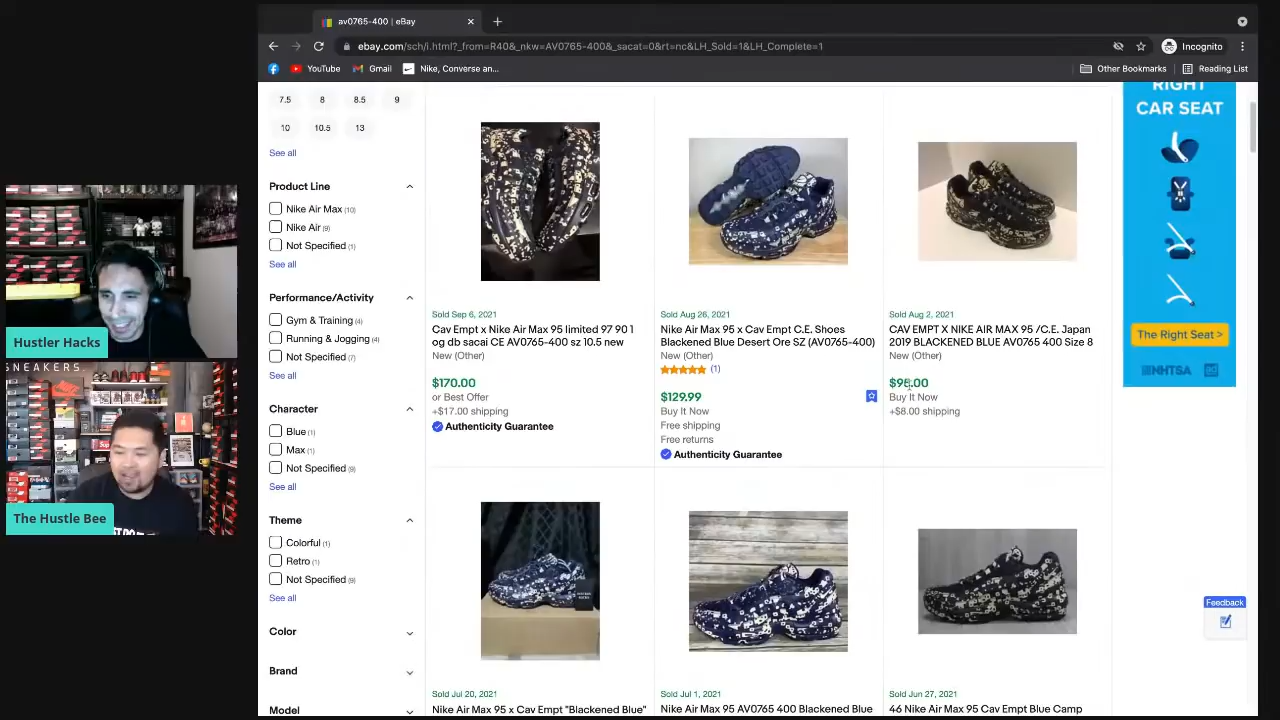 av0765-400 | eBay
ebay.com/sch/i.html?_from=R40&_nkw=AV0765-400&_sacat=0&rt=nc&LH_Sold=1&LH_Complete=1
Incognito
YouTube
Gmail
Nike, Converse an...
Other Bookmarks
Reading List
7.5
8
8.5
9
10
10.5
13
See all
Product Line
Nike Air Max (10)
Nike Air (9)
Not Specified (1)
See all
Performance/Activity
Gym & Training (4)
Running & Jogging (4)
Not Specified (7)
See all
Character
Blue (1)
Max (1)
Not Specified (9)
See all
Theme
Colorful (1)
Retro (1)
Not Specified (9)
See all
Color
Brand
Model
Sold Sep 6, 2021
Cav Empt x Nike Air Max 95 limited 97 90 1
og db sacai CE AV0765-400 sz 10.5 new
New (Other)
$170.00
or Best Offer
+$17.00 shipping
Authenticity Guarantee
Sold Aug 26, 2021
Nike Air Max 95 x Cav Empt C.E. Shoes
Blackened Blue Desert Ore SZ (AV0765-400)
New (Other)
(1)
$129.99
Buy It Now
Free shipping
Free returns
Authenticity Guarantee
Sold Aug 2, 2021
CAV EMPT X NIKE AIR MAX 95 /C.E. Japan
2019 BLACKENED BLUE AV0765 400 Size 8
New (Other)
Buy It Now
+$8.00 shipping
Sold Jul 20, 2021
Nike Air Max 95 x Cav Empt "Blackened Blue"
Sold Jul 1, 2021
Nike Air Max 95 AV0765 400 Blackened Blue
Sold Jun 27, 2021
46 Nike Air Max 95 Cav Empt Blue Camp
RIGHT
CAR SEAT
The Right Seat >
NHTSA
Feedback
Hustler Hacks
SNEAKERS
The Hustle Bee